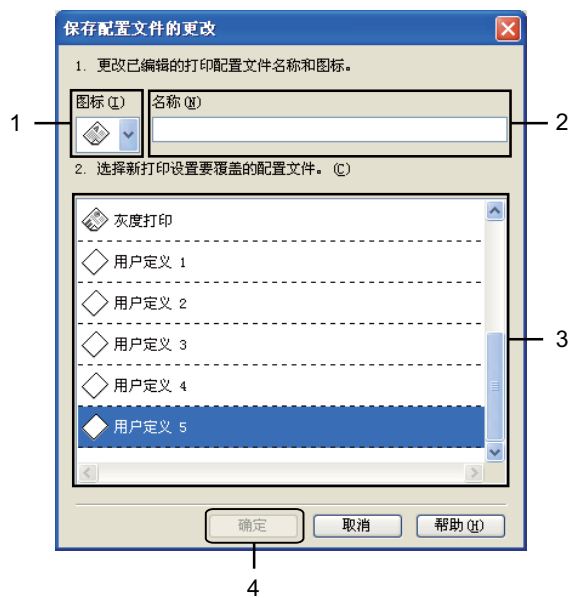 保存配置文件的更改
1. 更改已编辑的打印配置文件名称和图标。
图标(I) 名称(N)
1 2
2. 选择新打印设置要覆盖的配置文件。(C)
灰度打印
用户定义 1
用户定义 2
用户定义 3
3
用户定义 4
用户定义 5
确定 取消 帮助(H)
4